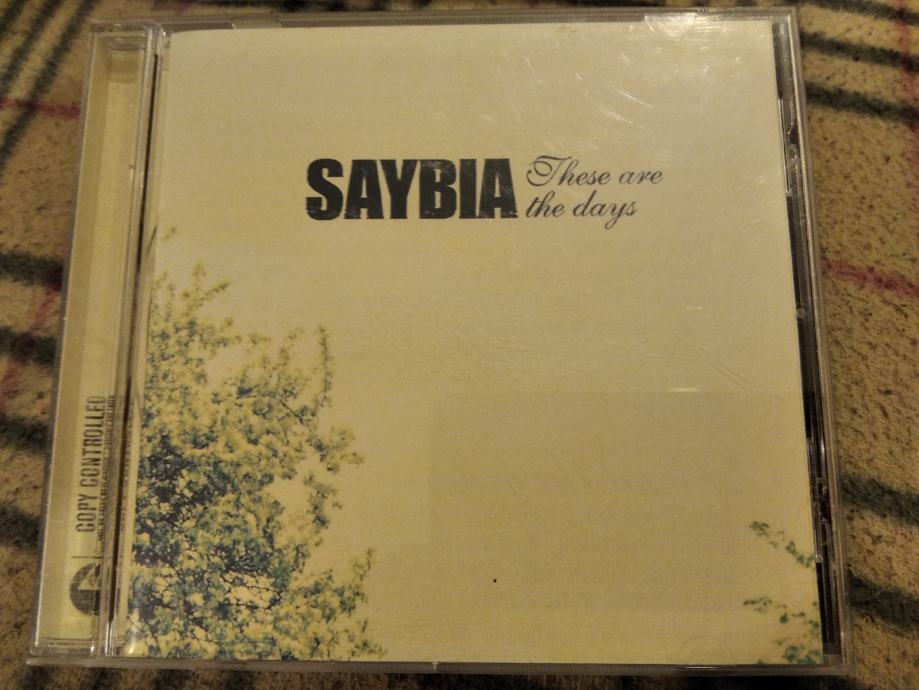 SAYBIA
These are
the days
COPY CONTROLLED